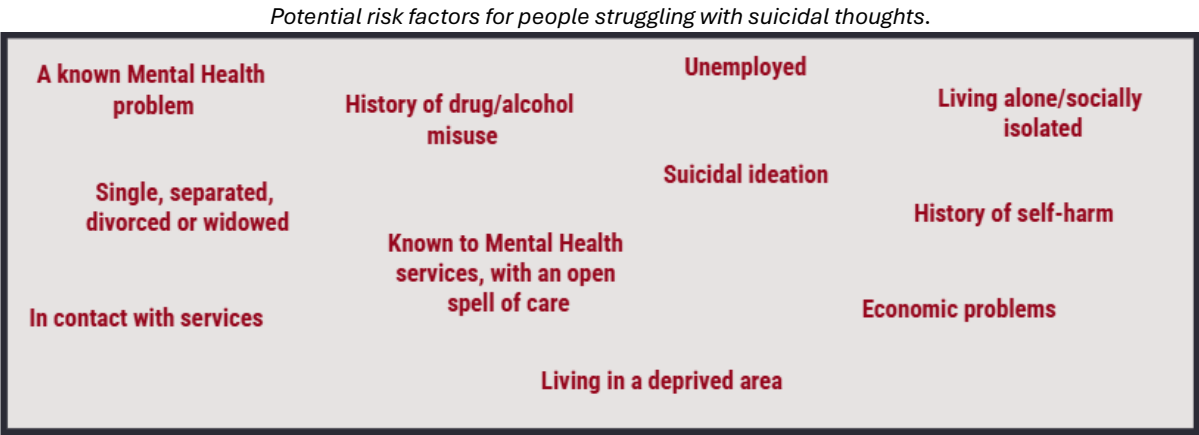 Potential risk factors for people struggling with suicidal thoughts.
A known Mental Health
problem
History of drug/alcohol
misuse
Unemployed
Living alone/socially
isolated
Single, separated,
divorced or widowed
Suicidal ideation
History of self-harm
Known to Mental Health
services, with an open
spell of care
In contact with services
Economic problems
Living in a deprived area